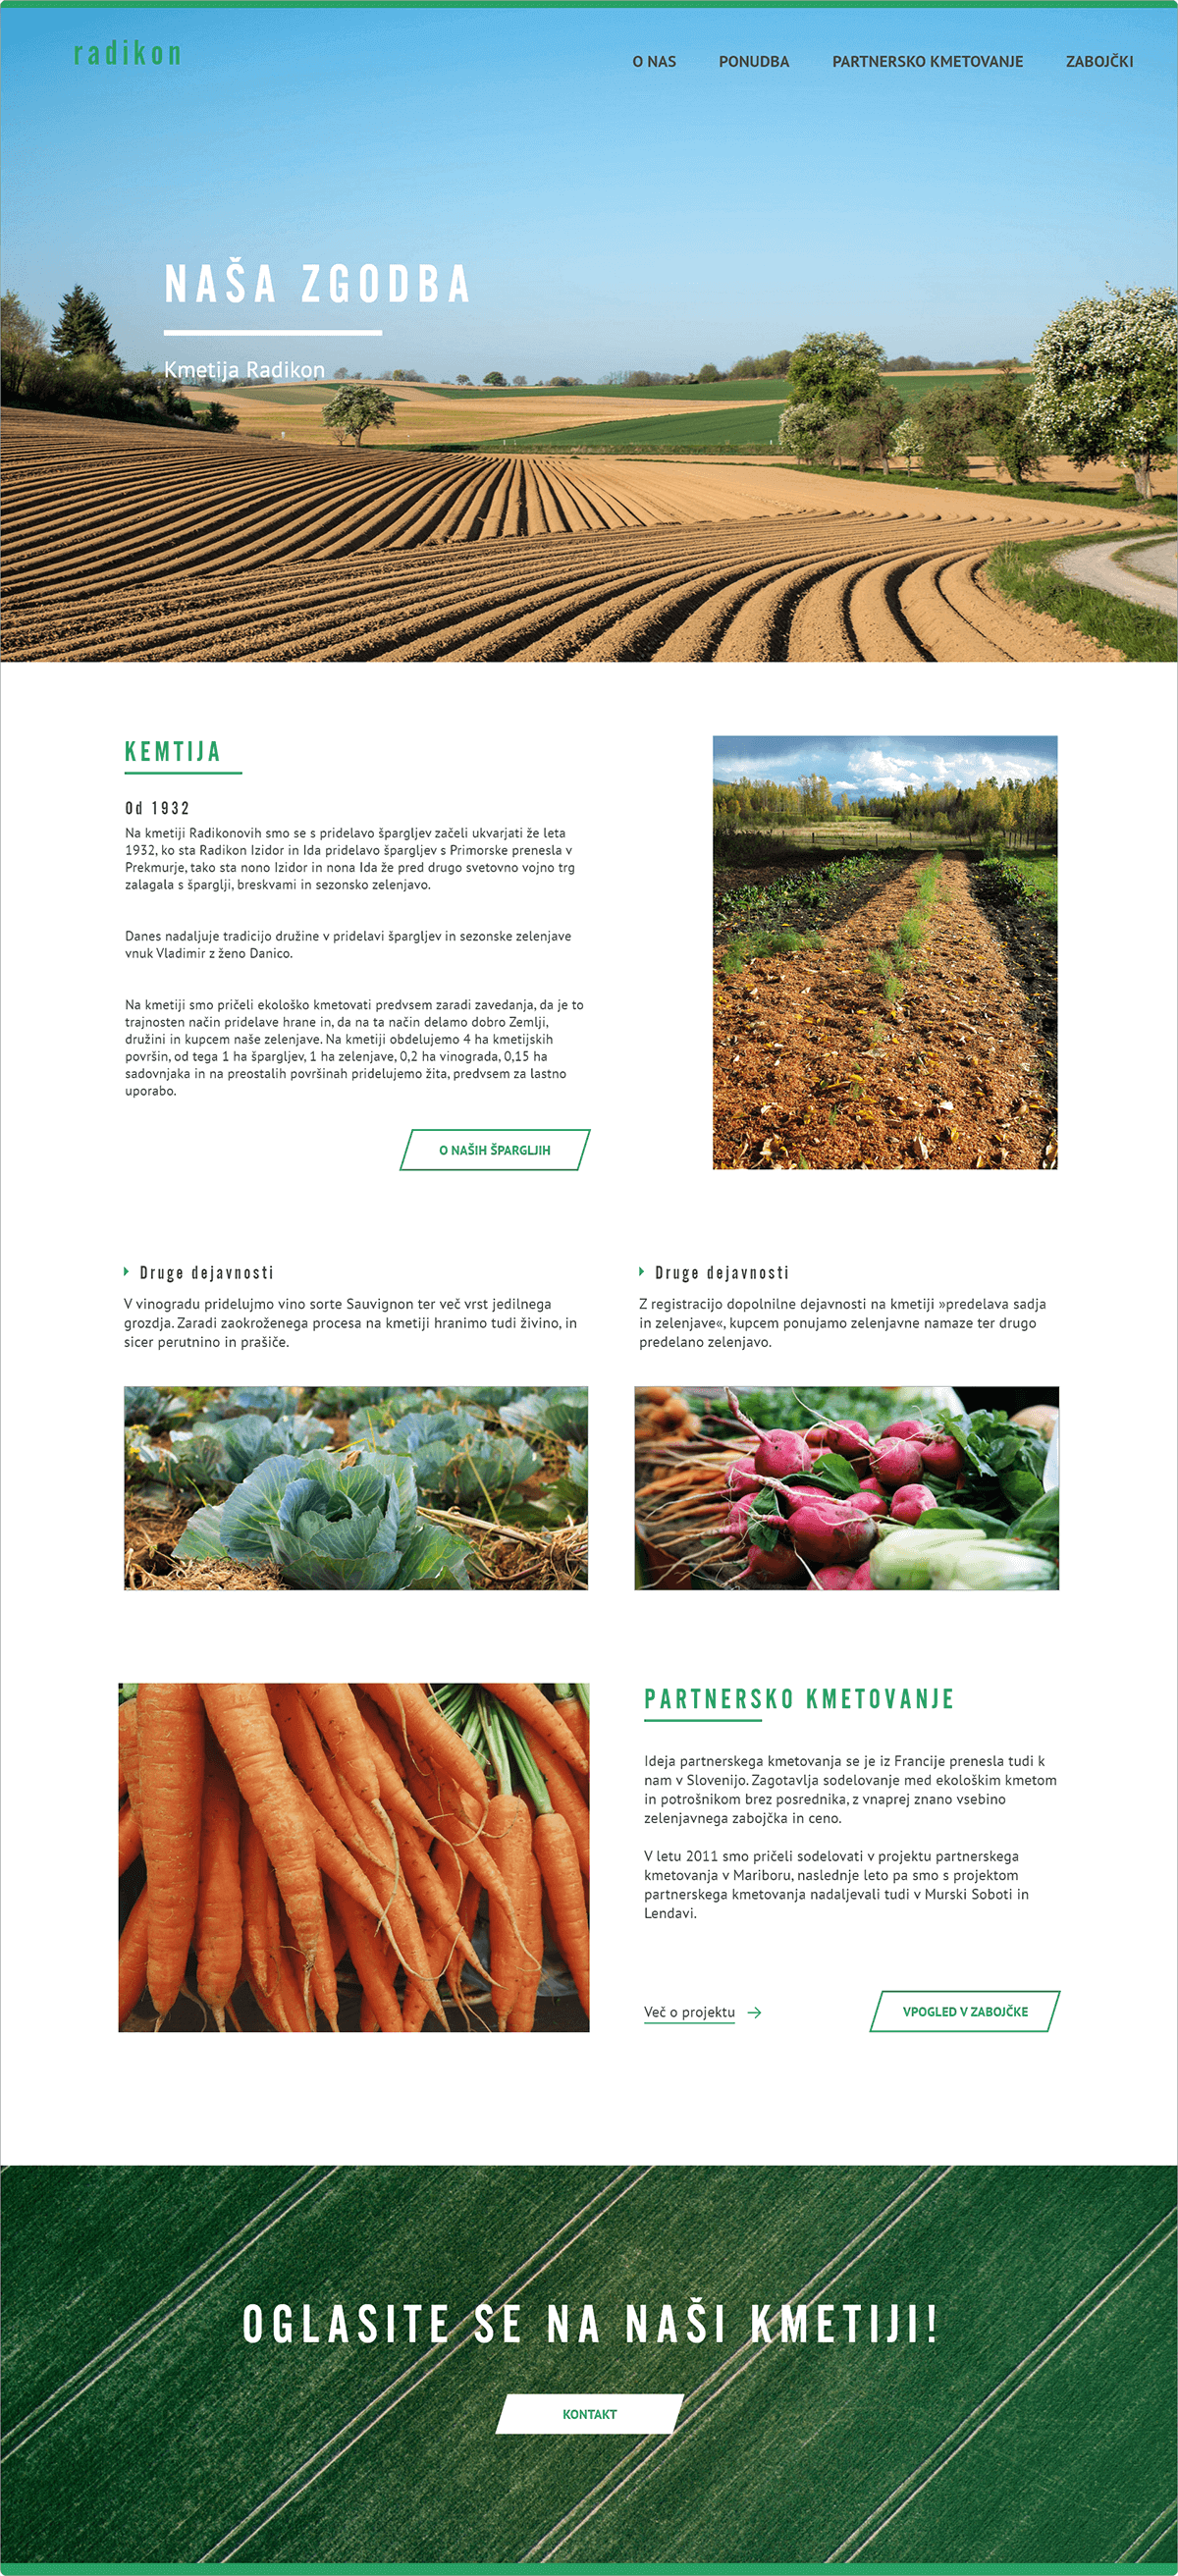 radikon
O NAS PONUDBA PARTNERSKO KMETOVANJE ZABOJČKI
NAŠA ZGODBA
Kmetija Radikon
KEMTIJA
Od 1932
Na kmetiji Radikonovih smo se s pridelavo špargljev začeli ukvarjati že leta
1932, ko sta Radikon Izidor in Ida pridelavo špargljev s Primorske prenesla v
Prekmurje, tako sta nono Izidor in nona Ida že pred drugo svetovno vojno trg
zalagala s šparglji, breskvami in sezonsko zelenjavo.
Danes nadaljuje tradicijo družine v pridelavi špargljev in sezonske zelenjave
vnuk Vladimir z ženo Danico.
Na kmetiji smo pričeli ekološko kmetovati predvsem zaradi zavedanja, da je to
trajnosten način pridelave hrane in, da na ta način delamo dobro Zemlji,
družini in kupcem naše zelenjave. Na kmetiji obdelujemo 4 ha kmetijskih
površin, od tega 1 ha špargljev, 1 ha zelenjave, 0,2 ha vinograda, 0,15 ha
sadovnjaka in na preostalih površinah pridelujemo žita, predvsem za lastno
uporabo.
O NAŠIH ŠPARGLJIH
Druge dejavnosti
V vinogradu pridelujmo vino sorte Sauvignon ter več vrst jedilnega
grozdja. Zaradi zaokroženega procesa na kmetiji hranimo tudi živino, in
sicer perutnino in prašiče.
Druge dejavnosti
Z registracijo dopolnilne dejavnosti na kmetiji »predelava sadja
in zelenjave«, kupcem ponujamo zelenjavne namaze ter drugo
predelano zelenjavo.
PARTNERSKO KMETOVANJE
Ideja partnerskega kmetovanja se je iz Francije prenesla tudi k
nam v Slovenijo. Zagotavlja sodelovanje med ekološkim kmetom
in potrošnikom brez posrednika, z vnaprej znano vsebino
zelenjavnega zabojčka in ceno.
V letu 2011 smo pričeli sodelovati v projektu partnerskega
kmetovanja v Mariboru, naslednje leto pa smo s projektom
partnerskega kmetovanja nadaljevali tudi v Murski Soboti in
Lendavi.
Več o projektu
VPOGLED V ZABOJČKE
OGLASITE SE NA NAŠI KMETIJI!
KONTAKT